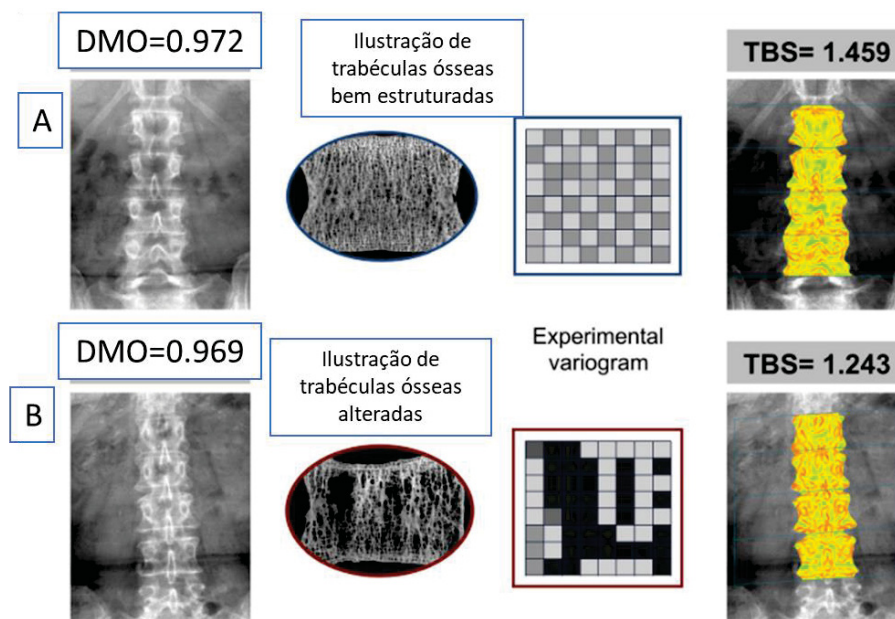 DMO=0.972
Ilustração de
trabéculas ósseas
bem estruturadas
TBS= 1.459
A
DMO=0.969
Ilustração de
trabéculas ósseas
alteradas
Experimental
variogram
TBS= 1.243
B